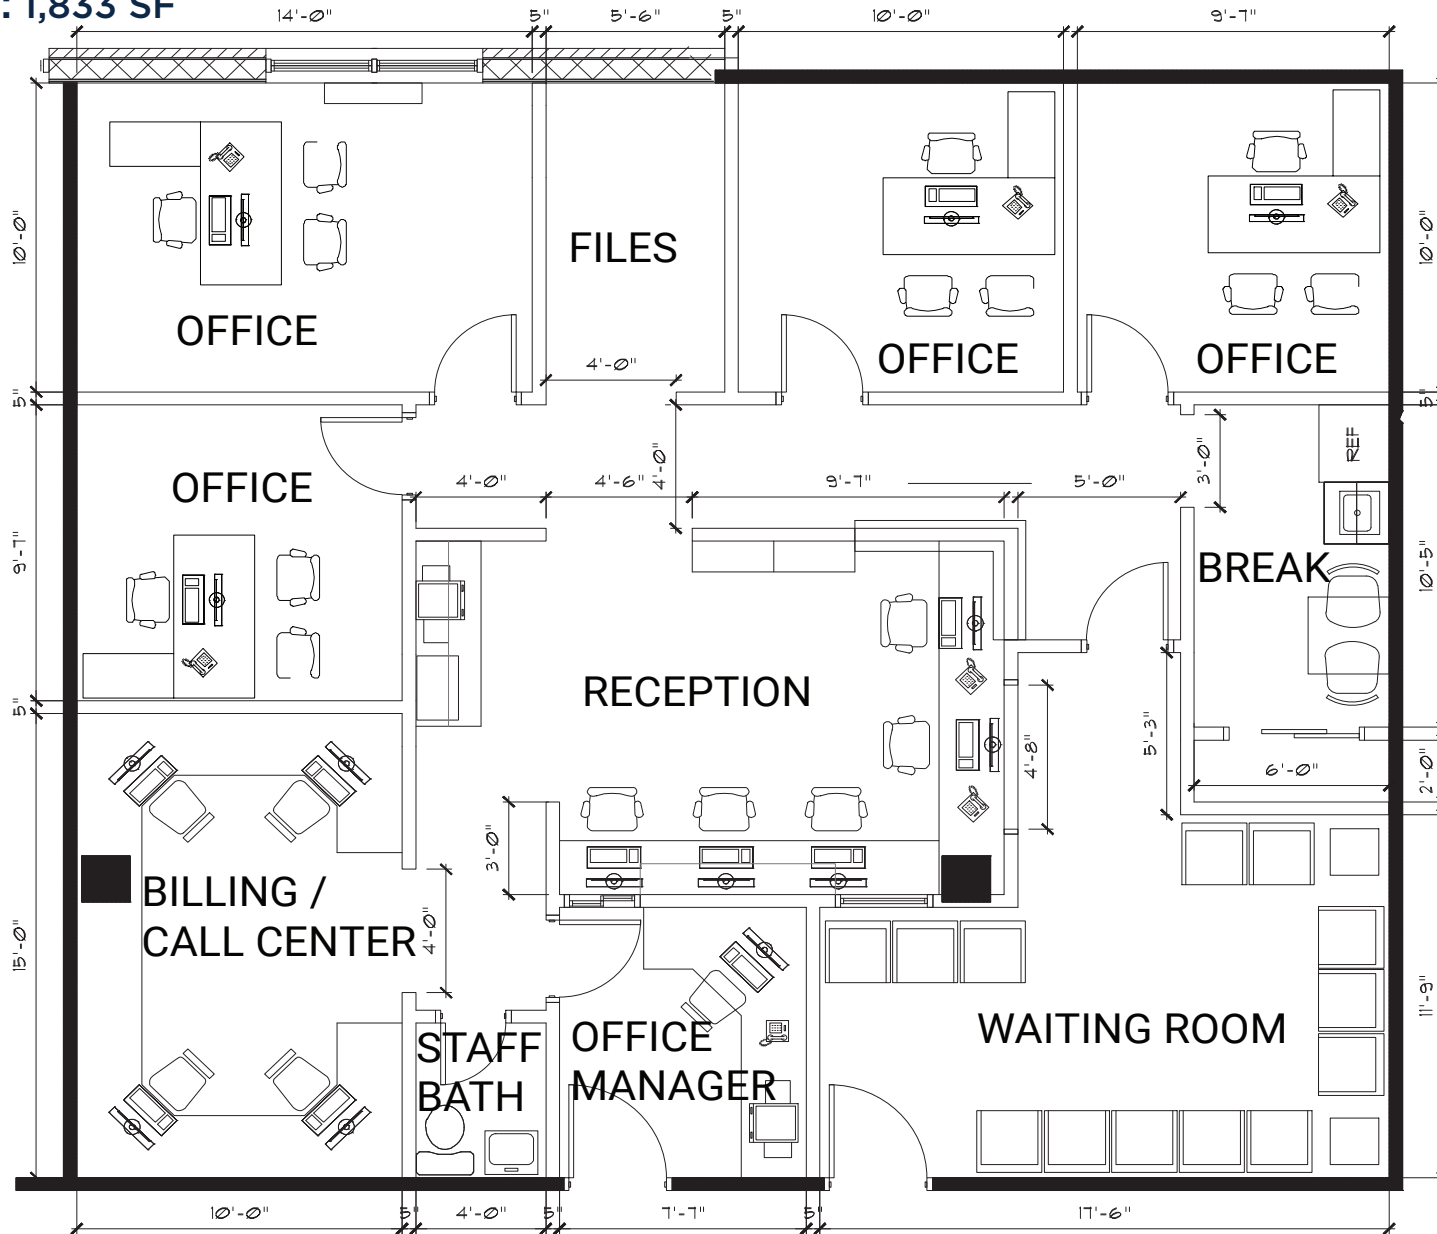 : 1,833 SF
14'-0"
5"
5'-6"
5"
10'-0"
9'-7"
10'-0"
FILES
10'-0"
OFFICE
4'-0"
OFFICE
OFFICE
5"
5"
REF
OFFICE
4'-0"
4'-6"
4'-0"
9'-7"
5'-0"
3'-0"
9'-7"
BREAK
10'-5"
RECEPTION
5"
5'-3"
4'-8"
6'-0"
2'-0"
3'-0"
BILLING /
CALL CENTER
4'-0"
15'-0"
11'-9"
STAFF
BATH
OFFICE
MANAGER
WAITING ROOM
10'-0"
5"
4'-0"
5"
7'-7"
5"
17'-6"